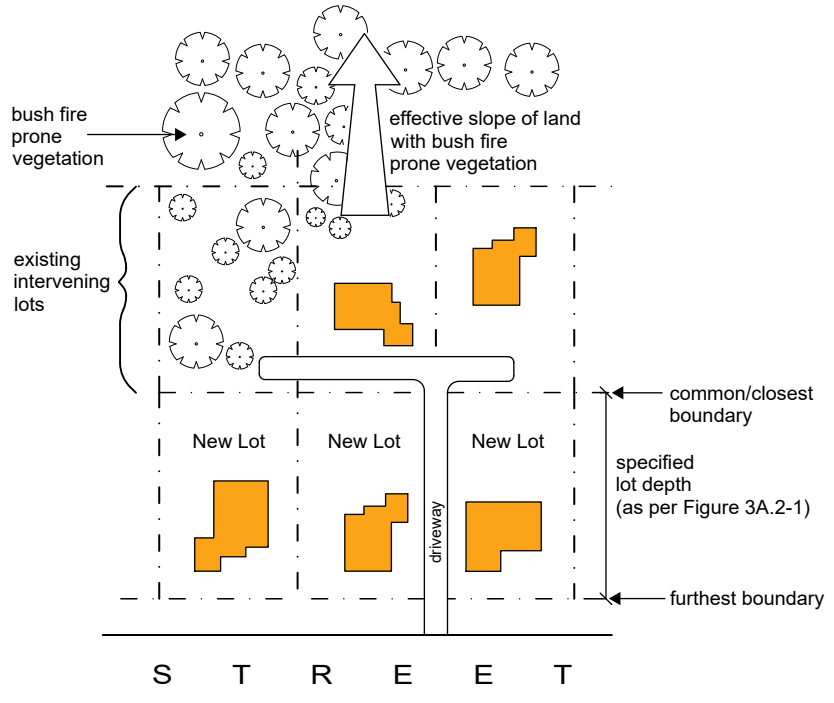 bush fire
prone
vegetation
effective slope of land
with bush fire
prone vegetation
existing
intervening
lots
common/closest
boundary
New Lot
New Lot
New Lot
specified
lot depth
(as per Figure 3A.2-1)
driveway
furthest boundary
S T R E E T